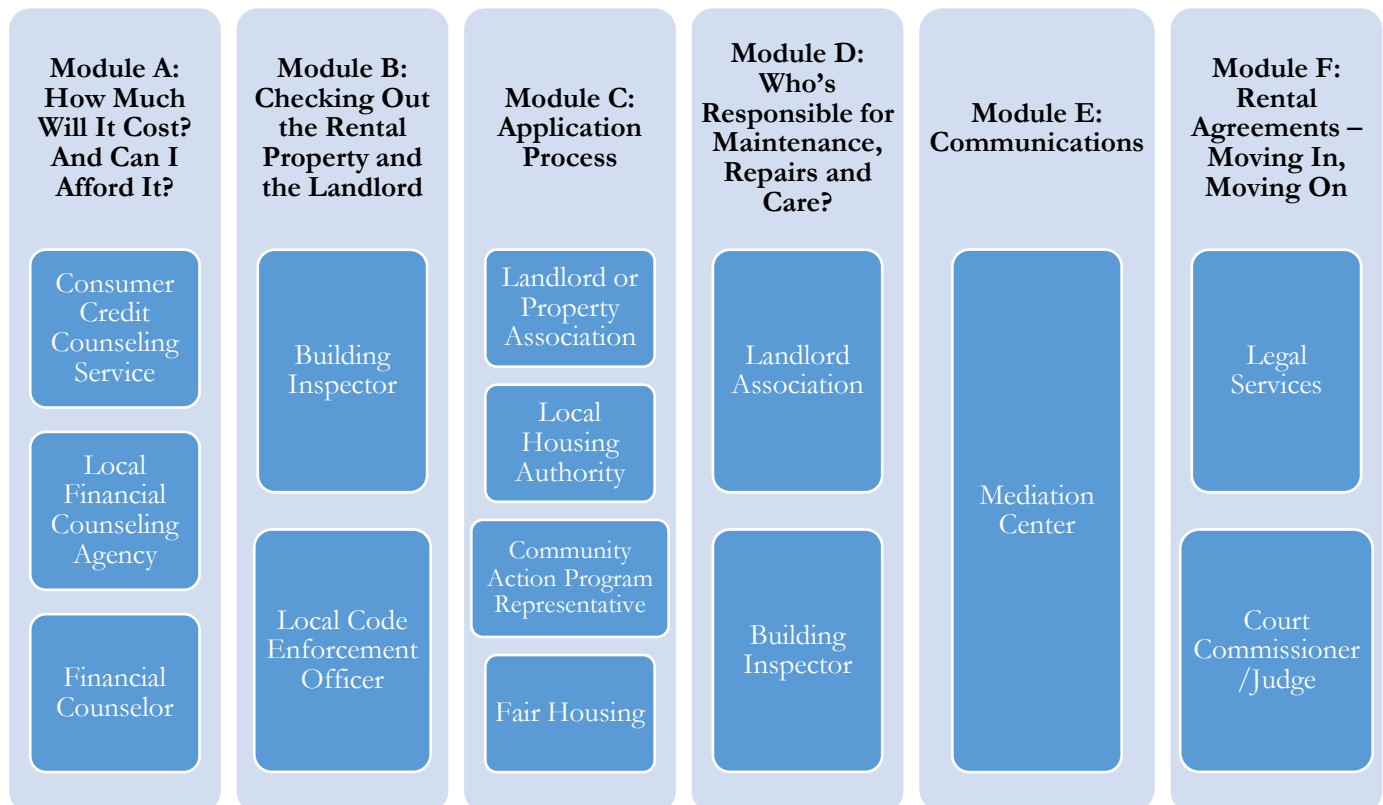 Module A:
How Much
Will It Cost?
And Can I
Afford It?
Consumer
Credit
Counseling
Service
Local
Financial
Counseling
Agency
Financial
Counselor
Module B:
Checking Out
the Rental
Property and
the Landlord
Building
Inspector
Local Code
Enforcement
Officer
Module C:
Application
Process
Landlord or
Property
Association
Local
Housing
Authority
Community
Action Program
Representative
Fair Housing
Module D:
Who's
Responsible for
Maintenance,
Repairs and
Care?
Landlord
Association
Building
Inspector
Module E:
Communications
Mediation
Center
Module F:
Rental
Agreements –
Moving In,
Moving On
Legal
Services
Court
Commissioner
/Judge